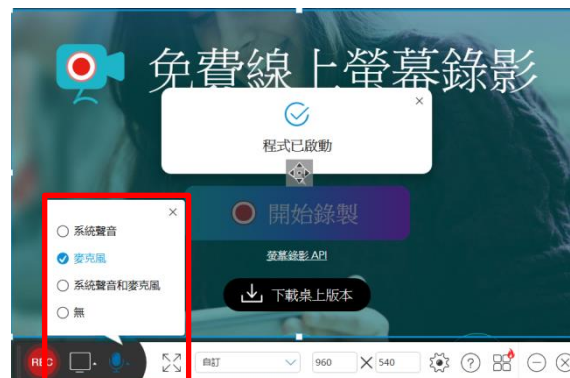 免費線上螢幕錄影
程式已啟動
開始錄製
螢幕錄影 API
下載桌上版本
系統聲音
麥克風
系統聲音和麥克風
無
REC
自訂
960
540